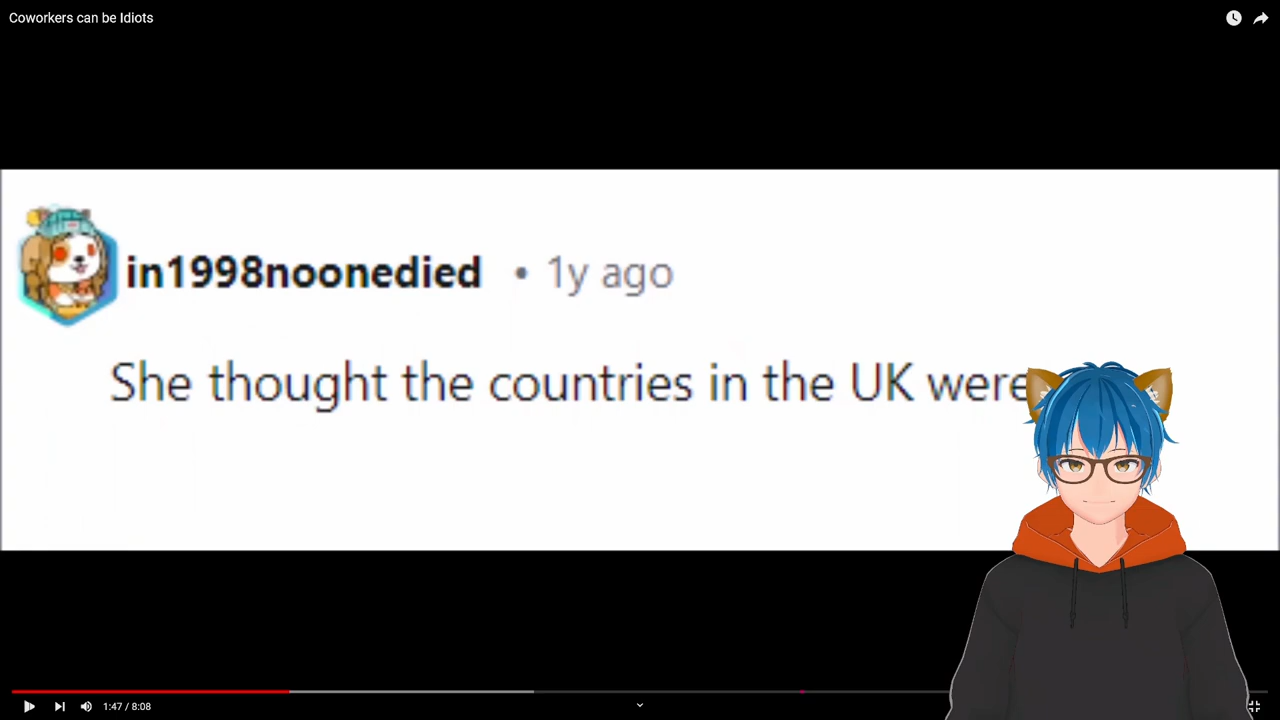 Coworkers can be Idiots
in1998noonedied • 1y ago
She thought the countries in the UK were
1:47 / 8:08